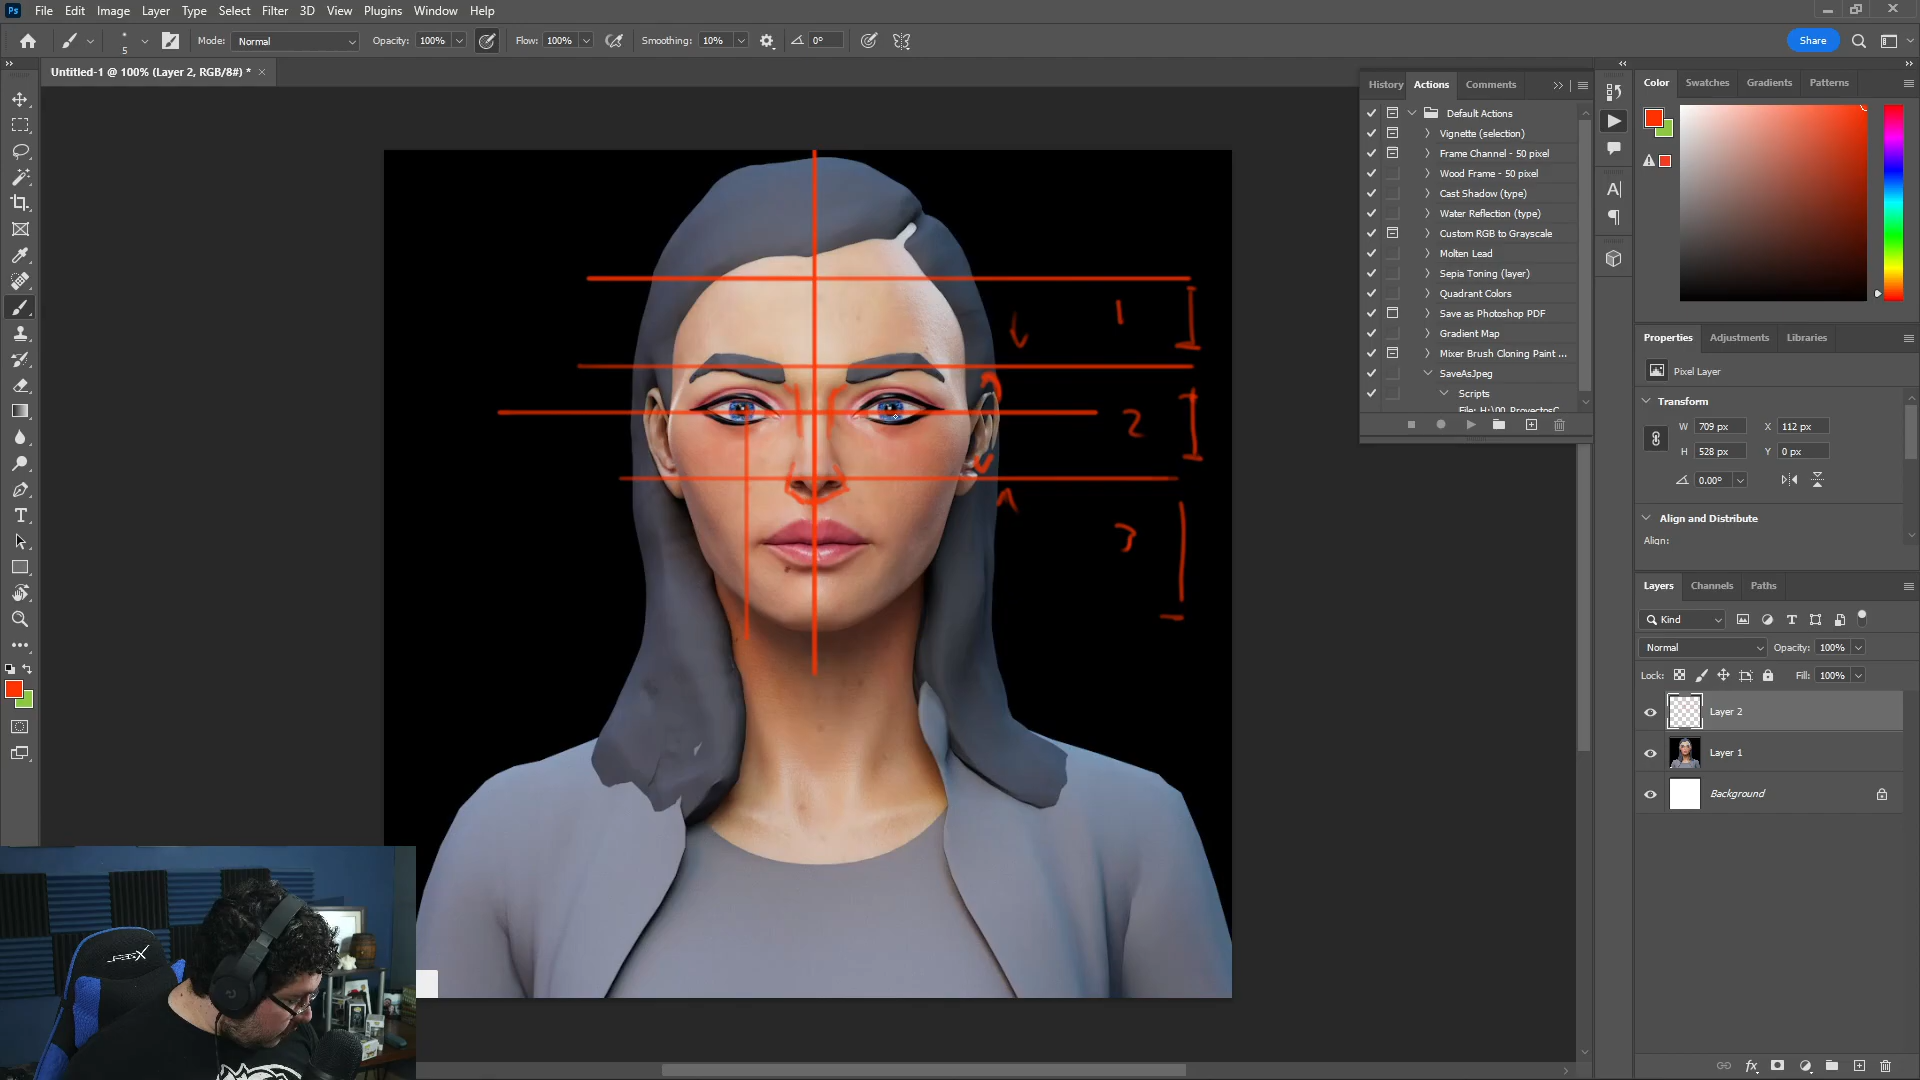 Ps File Edit Image Layer Type Select Filter 3D View Plugins Window Help
5 Mode: Normal Opacity: 100% Flow: 100% Smoothing: 10% 0° Share
Untitled-1 @ 100% (Layer 2, RGB/8#) *
History Actions Comments
Default Actions
Vignette (selection)
Frame Channel - 50 pixel
Wood Frame - 50 pixel
Cast Shadow (type)
Water Reflection (type)
Custom RGB to Grayscale
Molten Lead
Sepia Toning (layer)
Quadrant Colors
Save as Photoshop PDF
Gradient Map
Mixer Brush Cloning Paint ...
SaveAsJpeg
Scripts
1
2
3
Color Swatches Gradients Patterns
Properties Adjustments Libraries
Pixel Layer
Transform
W 709 px X 112 px
H 528 px Y 0 px
0.00°
Align and Distribute
Align:
Layers Channels Paths
Kind
Normal Opacity: 100%
Lock: Fill: 100%
Layer 2
Layer 1
Background